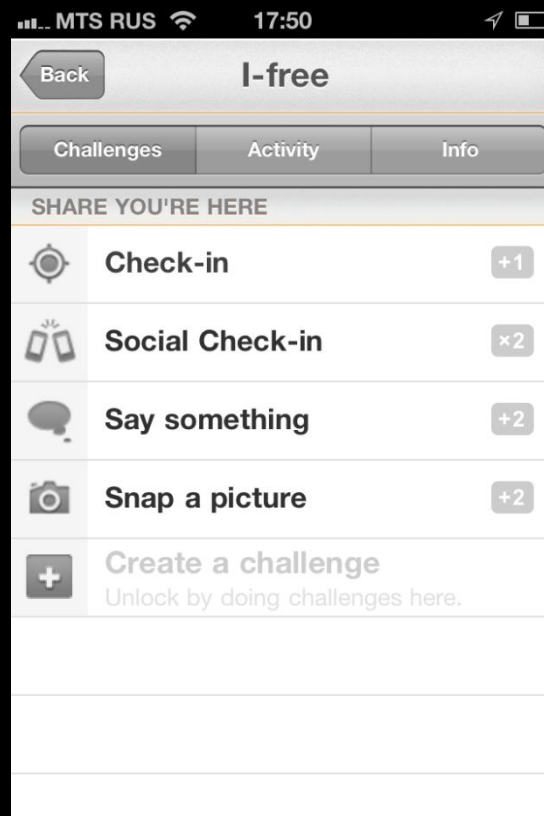 MTS RUS 17:50
Back I-free
Challenges Activity Info
SHARE YOU'RE HERE
Check-in +1
Social Check-in ×2
Say something +2
Snap a picture +2
Create a challenge
Unlock by doing challenges here.